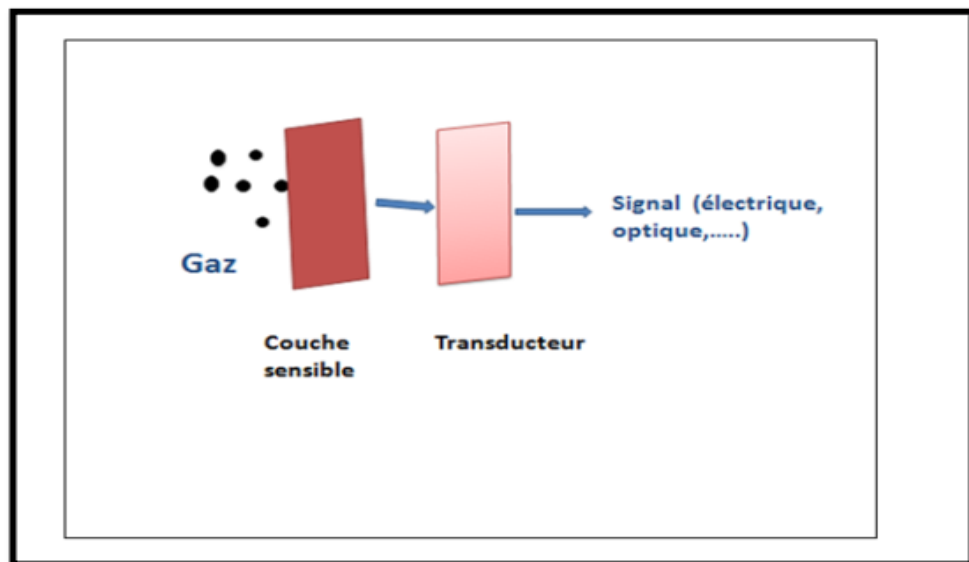 Signal (électrique,
optique,.....)
Gaz
Couche
sensible
Transducteur